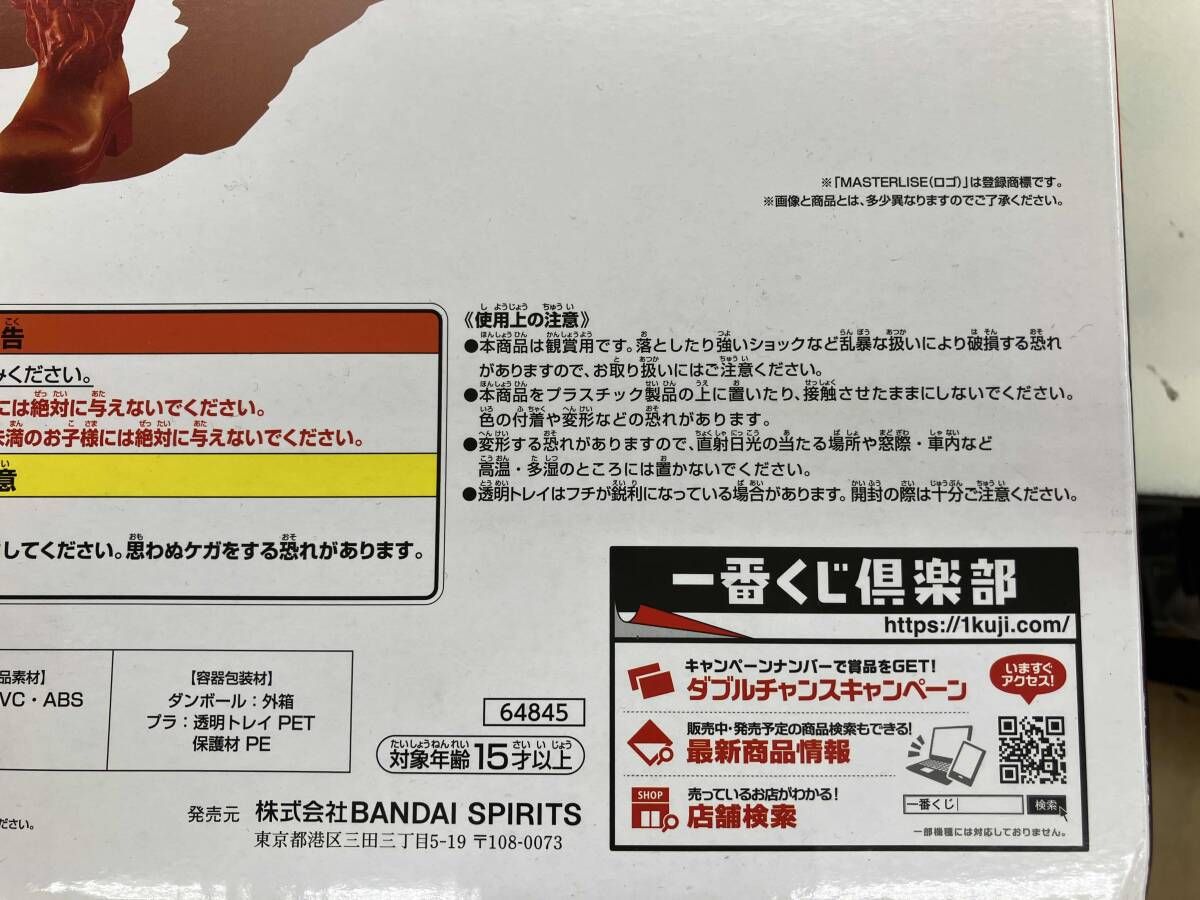 ※「MASTERLISE(ロゴ)」は登録商標です。
※画像と商品とは、多少異なりますのでご了承ください。
告
みください。
には絶対に与えないでください。
未満のお子様には絶対に与えないでください。
意
してください。思わぬケガをする恐れがあります。
《使用上の注意》
●本商品は観賞用です。落としたり強いショックなど乱暴な扱いにより破損する恐れ
がありますので、お取り扱いにはご注意ください。
●本商品をプラスチック製品の上に置いたり、接触させたままにしないでください。
色の付着や変形などの恐れがあります。
●変形する恐れがありますので、直射日光の当たる場所や窓際・車内など
高温・多湿のところには置かないでください。
●透明トレイはフチが鋭利になっている場合があります。開封の際は十分ご注意ください。
品素材】
VC・ABS
【容器包装材】
ダンボール：外箱
プラ：透明トレイ PET
保護材 PE
64845
対象年齢15才以上
発売元 株式会社BANDAI SPIRITS
東京都港区三田三丁目5-19 〒108-0073
ださい。
一番くじ倶楽部
https://1kuji.com/
キャンペーンナンバーで賞品をGET!
ダブルチャンスキャンペーン
いますぐ
アクセス!
販売中・発売予定の商品検索もできる!
最新商品情報
SHOP
売っているお店がわかる!
店舗検索
一番くじ
検索
一部機種には対応しておりません。